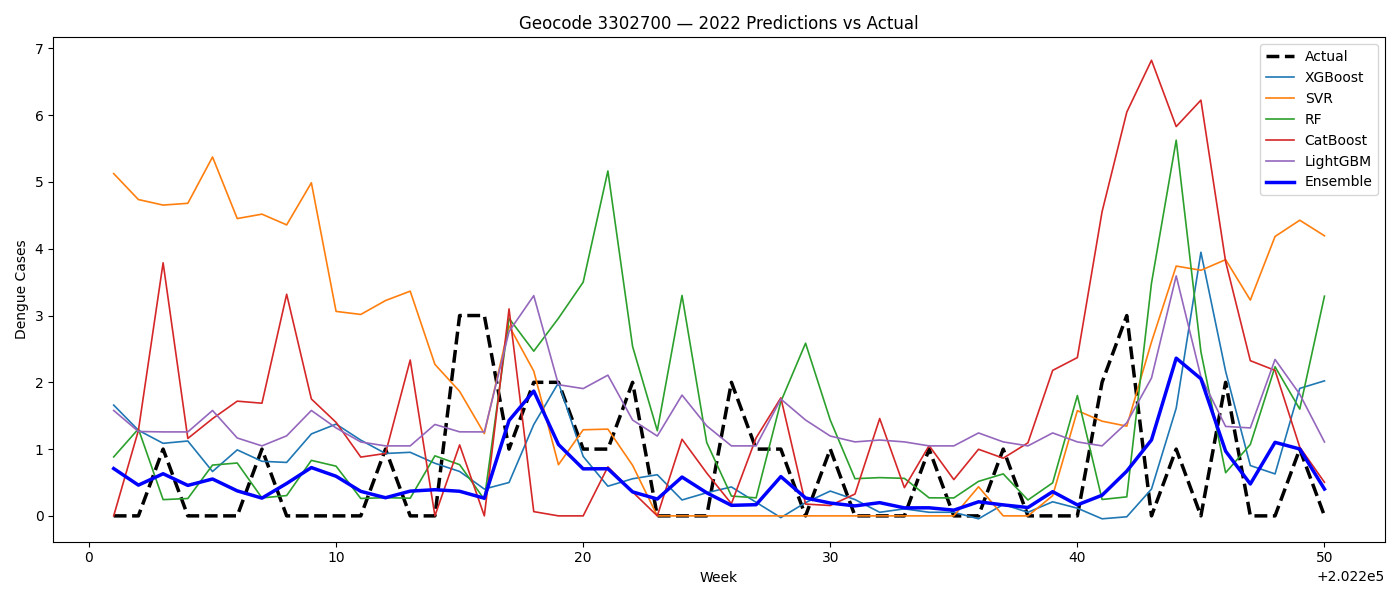 Geocode 3302700 — 2022 Predictions vs Actual
Dengue Cases
7
6
5
4
3
2
1
0
Actual
XGBoost
SVR
RF
CatBoost
LightGBM
Ensemble
0 10 20 30 40 50
Week
+2.022e5